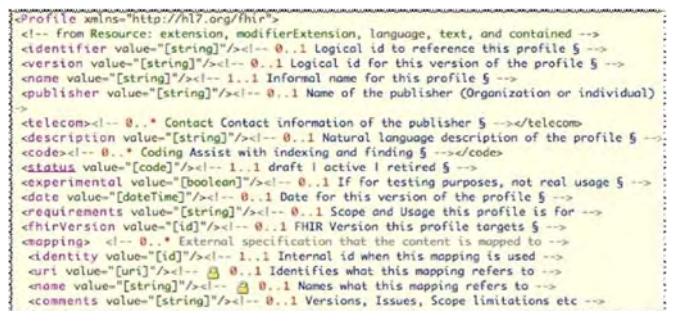 <Profile xmlns="http://hl7.org/fhir">
<!-- from Resource: extension, modifierExtension, language, text, and contained -->
<identifier value="[string]"/><!-- 0..1 Logical id to reference this profile § -->
<version value="[string]"/><!-- 0..1 Logical id for this version of the profile § -->
<name value="[string]"/><!-- 1..1 Informal name for this profile § -->
<publisher value="[string]"/><!-- 0..1 Name of the publisher (Organization or individual)
->
<telecom><!-- 0..* Contact Contact information of the publisher § --></telecom>
<description value="[string]"/><!-- 0..1 Natural language description of the profile § -->
<code><!-- 0..* Coding Assist with indexing and finding § --></code>
<status value="[code]"/><!-- 1..1 draft | active | retired § -->
<experimental value="[boolean]"/><!-- 0..1 If for testing purposes, not real usage § -->
<date value="[dateTime]"/><!-- 0..1 Date for this version of the profile § -->
<requirements value="[string]"/><!-- 0..1 Scope and Usage this profile is for -->
<fhirVersion value="[id]"/><!-- 0..1 FHIR Version this profile targets § -->
<mapping> <!-- 0..* External specification that the content is mapped to -->
<identity value="[id]"/><!-- 1..1 Internal id when this mapping is used -->
<uri value="[uri]"/><!-- 0..1 Identifies what this mapping refers to -->
<name value="[string]"/><!-- 0..1 Names what this mapping refers to -->
<comments value="[string]"/><!-- 0..1 Versions, Issues, Scope limitations etc -->